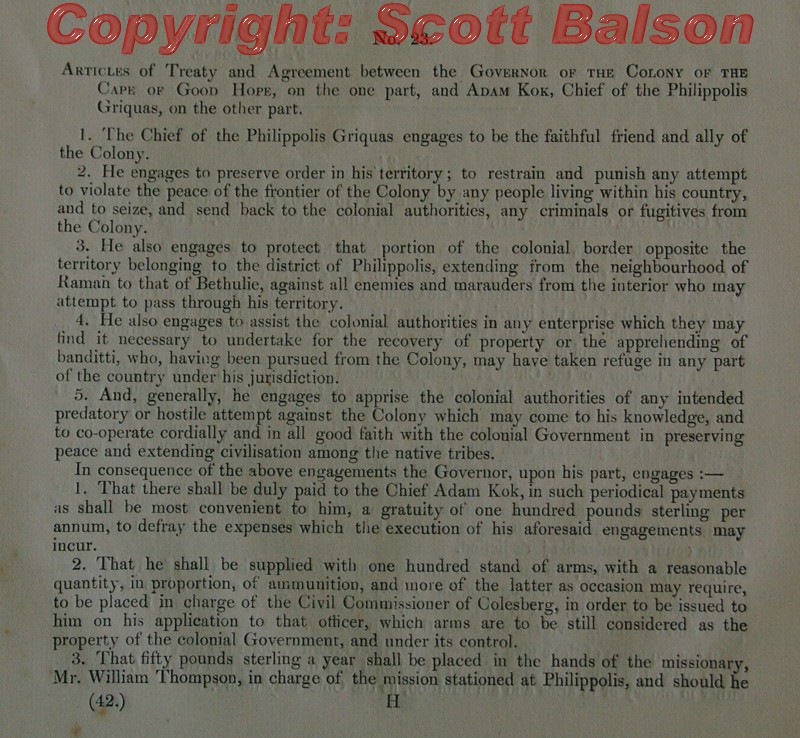 Copyright: Scott Balson
No. 23.
ARTICLES of Treaty and Agreement between the GOVERNOR OF THE COLONY OF THE
CAPE OF GOOD HOPE, on the one part, and ADAM KOK, Chief of the Philippolis
Griquas, on the other part.
1. The Chief of the Philippolis Griquas engages to be the faithful friend and ally of
the Colony.
2. He engages to preserve order in his territory; to restrain and punish any attempt
to violate the peace of the frontier of the Colony by any people living within his country,
and to seize, and send back to the colonial authorities, any criminals or fugitives from
the Colony.
3. He also engages to protect that portion of the colonial border opposite the
territory belonging to the district of Philippolis, extending from the neighbourhood of
Ramah to that of Bethulie, against all enemies and marauders from the interior who may
attempt to pass through his territory.
4. He also engages to assist the colonial authorities in any enterprise which they may
find it necessary to undertake for the recovery of property or the apprehending of
banditti, who, having been pursued from the Colony, may have taken refuge in any part
of the country under his jurisdiction.
5. And, generally, he engages to apprise the colonial authorities of any intended
predatory or hostile attempt against the Colony which may come to his knowledge, and
to co-operate cordially and in all good faith with the colonial Government in preserving
peace and extending civilisation among the native tribes.
In consequence of the above engagements the Governor, upon his part, engages :—
1. That there shall be duly paid to the Chief Adam Kok, in such periodical payments
as shall be most convenient to him, a gratuity of one hundred pounds sterling per
annum, to defray the expenses which the execution of his aforesaid engagements may
incur.
2. That he shall be supplied with one hundred stand of arms, with a reasonable
quantity, in proportion, of ammunition, and more of the latter as occasion may require,
to be placed in charge of the Civil Commissioner of Colesberg, in order to be issued to
him on his application to that officer, which arms are to be still considered as the
property of the colonial Government, and under its control.
3. That fifty pounds sterling a year shall be placed in the hands of the missionary,
Mr. William Thompson, in charge of the mission stationed at Philippolis, and should he
(42.) H